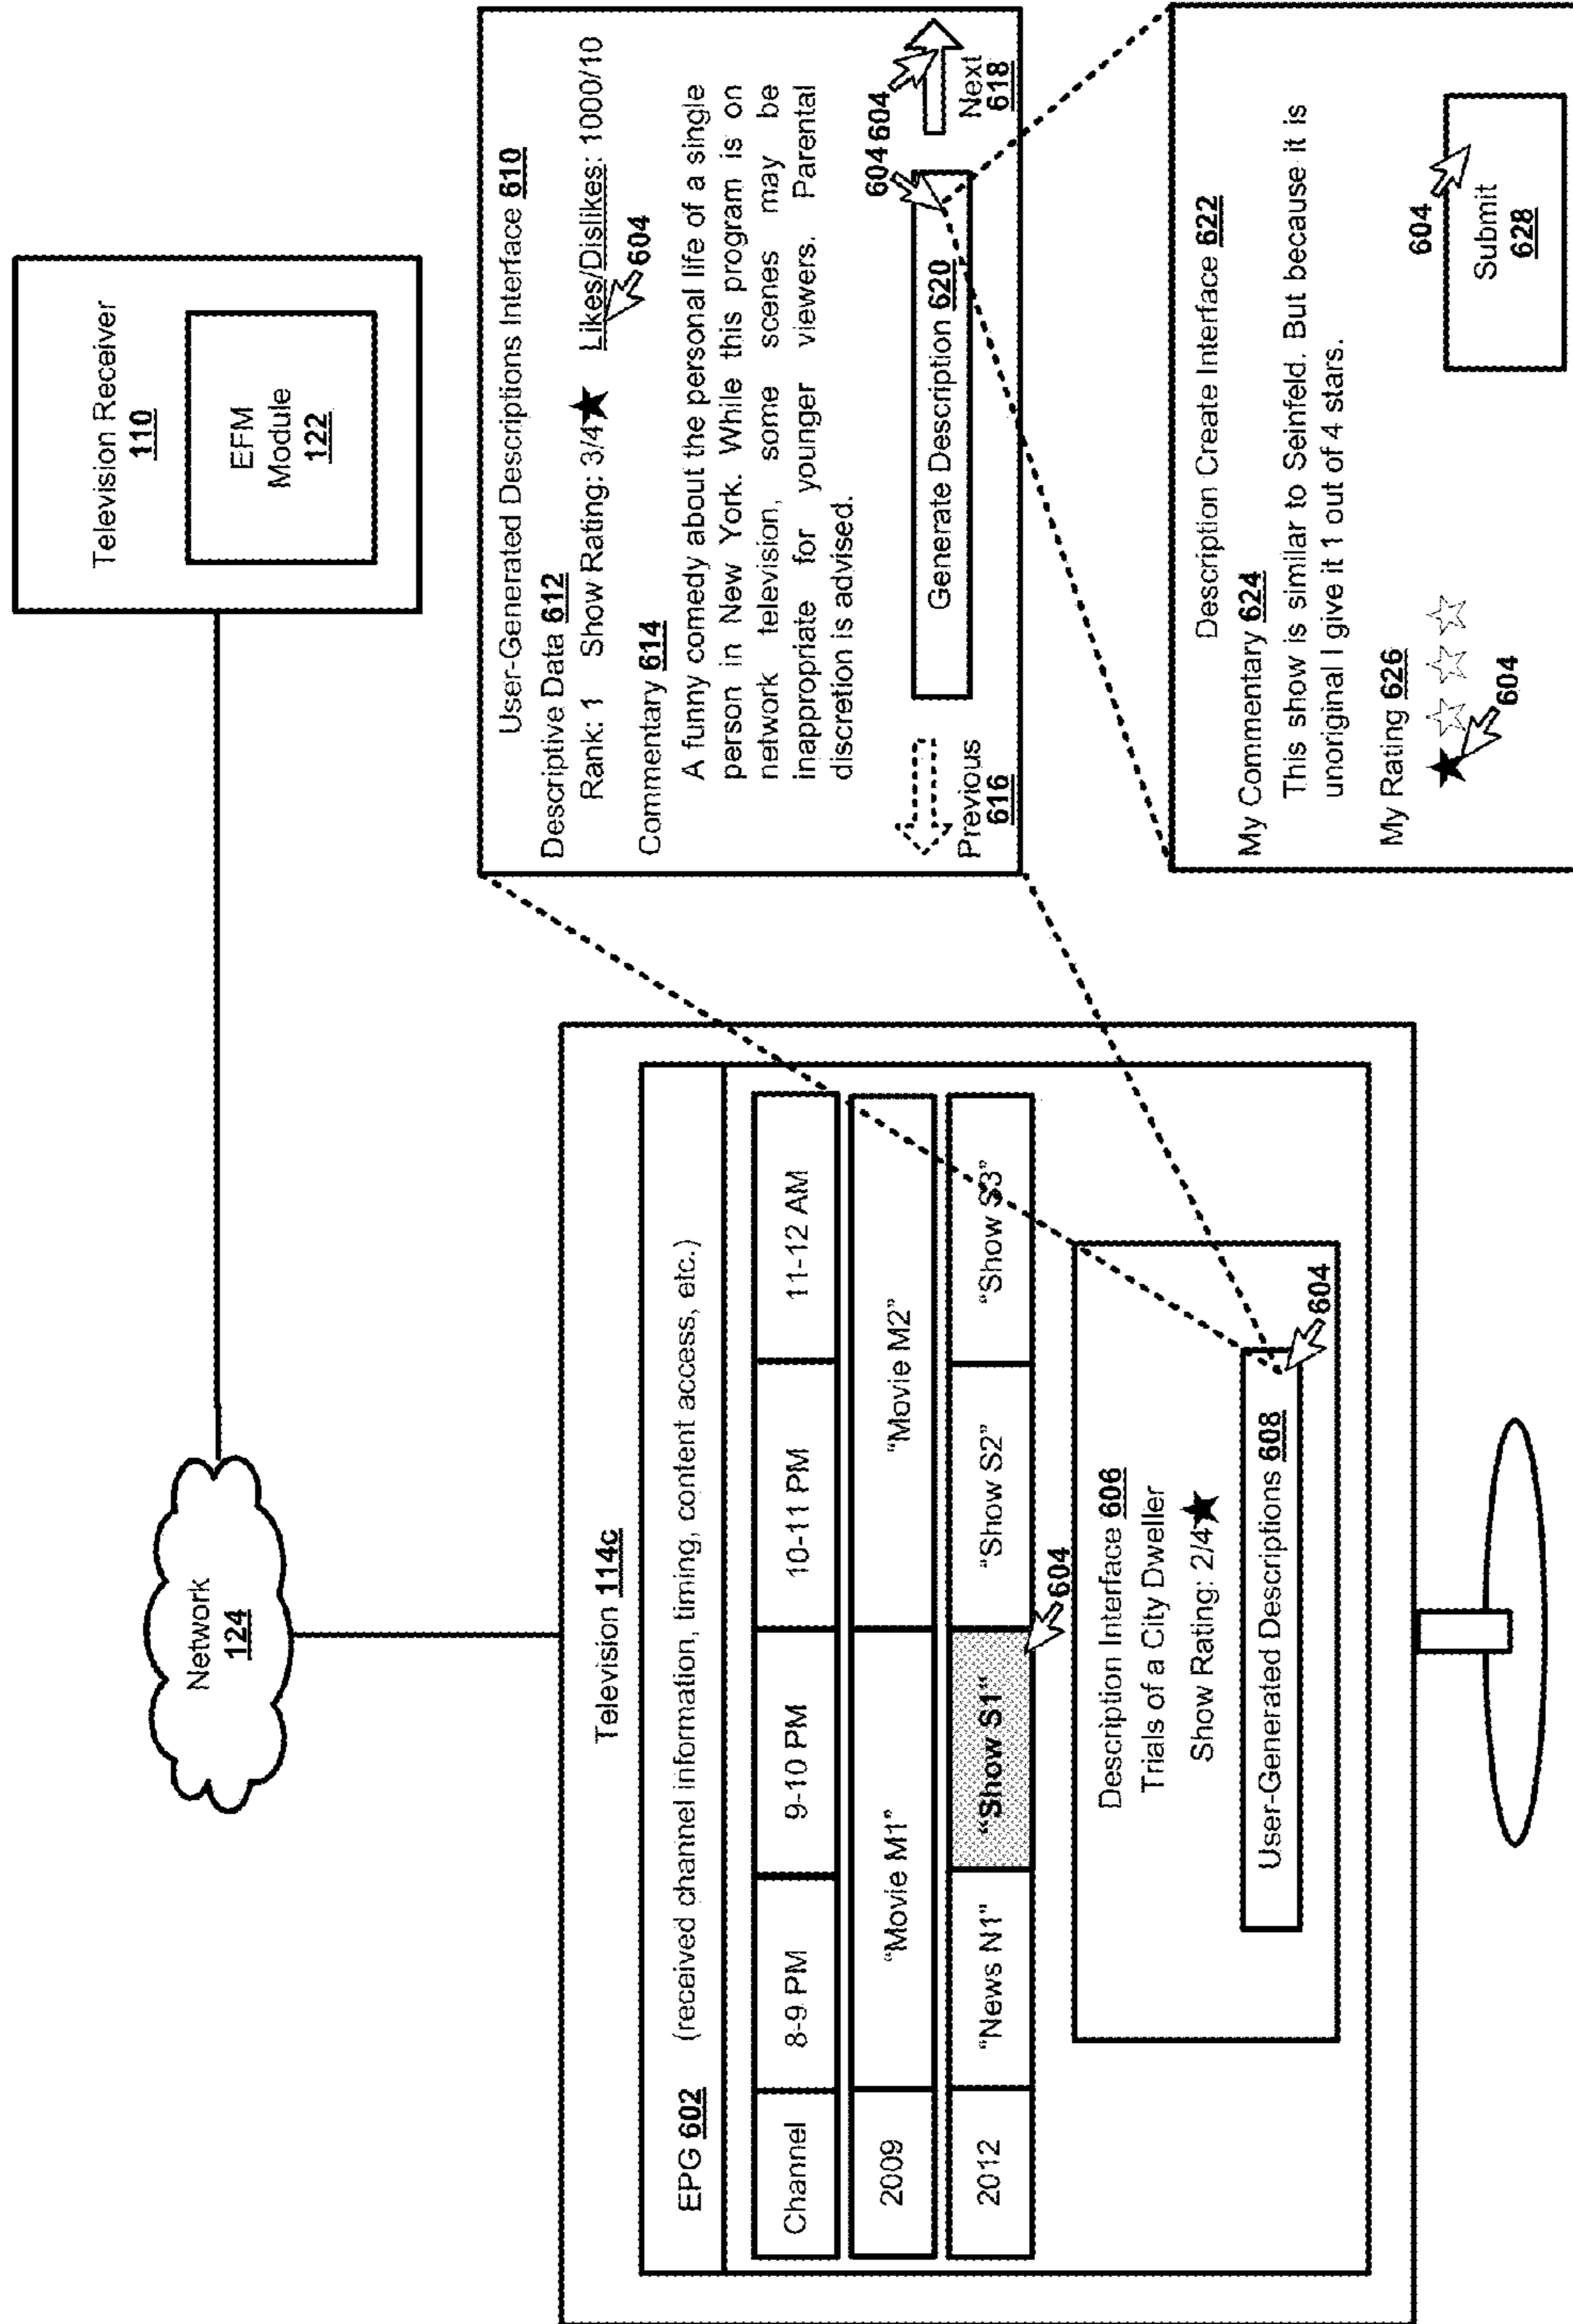 Network
124
Television Receiver
110
EFM
Module
122
Television 114c
EPG 602 (received channel information, timing, content access, etc.)
Channel 8-9 PM 9-10 PM 10-11 PM 11-12 AM
2009 "Movie M1" "Movie M2"
2012 "News N1" "Show S1" "Show S2" "Show S3"
604
Description Interface 606
Trials of a City Dweller
Show Rating: 2/4★
User-Generated Descriptions 608
604
User-Generated Descriptions Interface 610
Descriptive Data 612
Rank: 1 Show Rating: 3/4★ Likes/Dislikes: 1000/10
604
Commentary 614
A funny comedy about the personal life of a single
person in New York. While this program is on
network television, some scenes may be
inappropriate for younger viewers. Parental
discretion is advised.
604 604
Previous
616
Generate Description 620
Next
618
Description Create Interface 622
My Commentary 624
This show is similar to Seinfeld. But because it is
unoriginal I give it 1 out of 4 stars.
My Rating 626
★☆☆☆
604
604
Submit
628